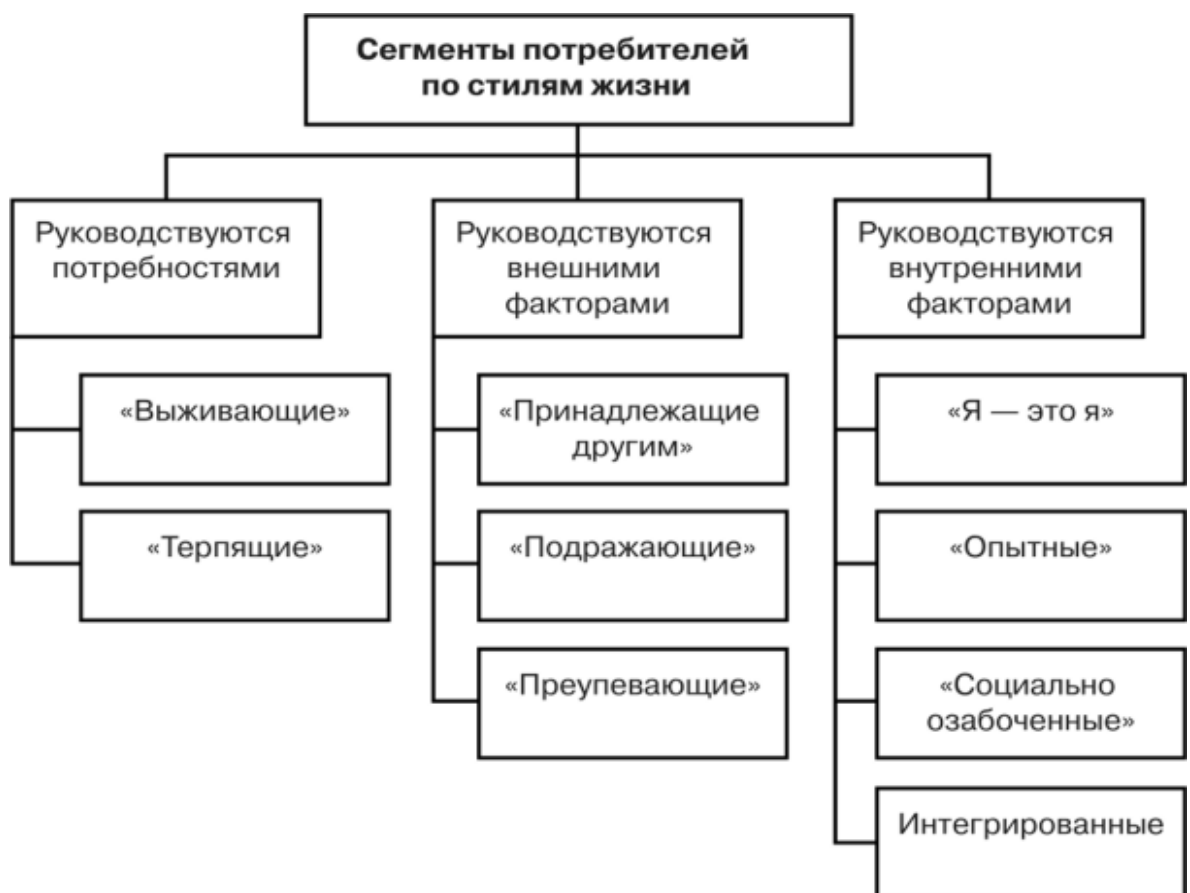 Сегменты потребителей
по стилям жизни
Руководствуются
потребностями
«Выживающие»
«Терпящие»
Руководствуются
внешними
факторами
«Принадлежащие
другим»
«Подражающие»
«Преупевающие»
Руководствуются
внутренними
факторами
«Я — это я»
«Опытные»
«Социально
озабоченные»
Интегрированные